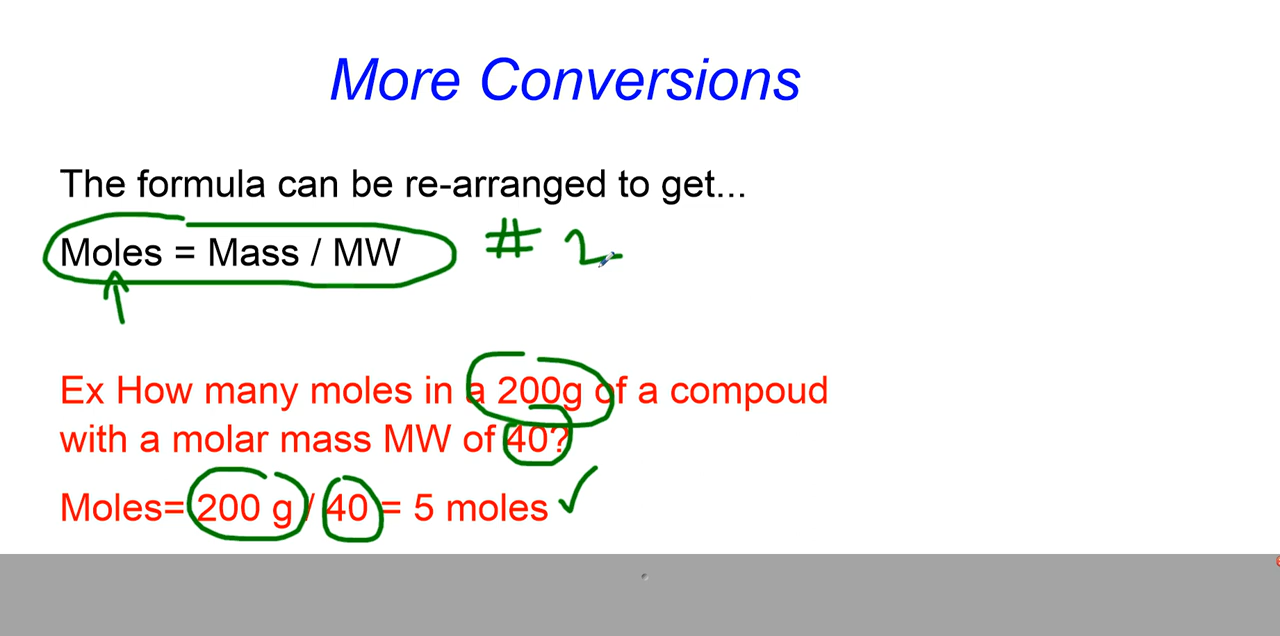 More Conversions
The formula can be re-arranged to get...
Moles = Mass / MW # 2
Ex How many moles in a 200g of a compoud
with a molar mass MW of 40?
Moles= 200 g / 40 = 5 moles